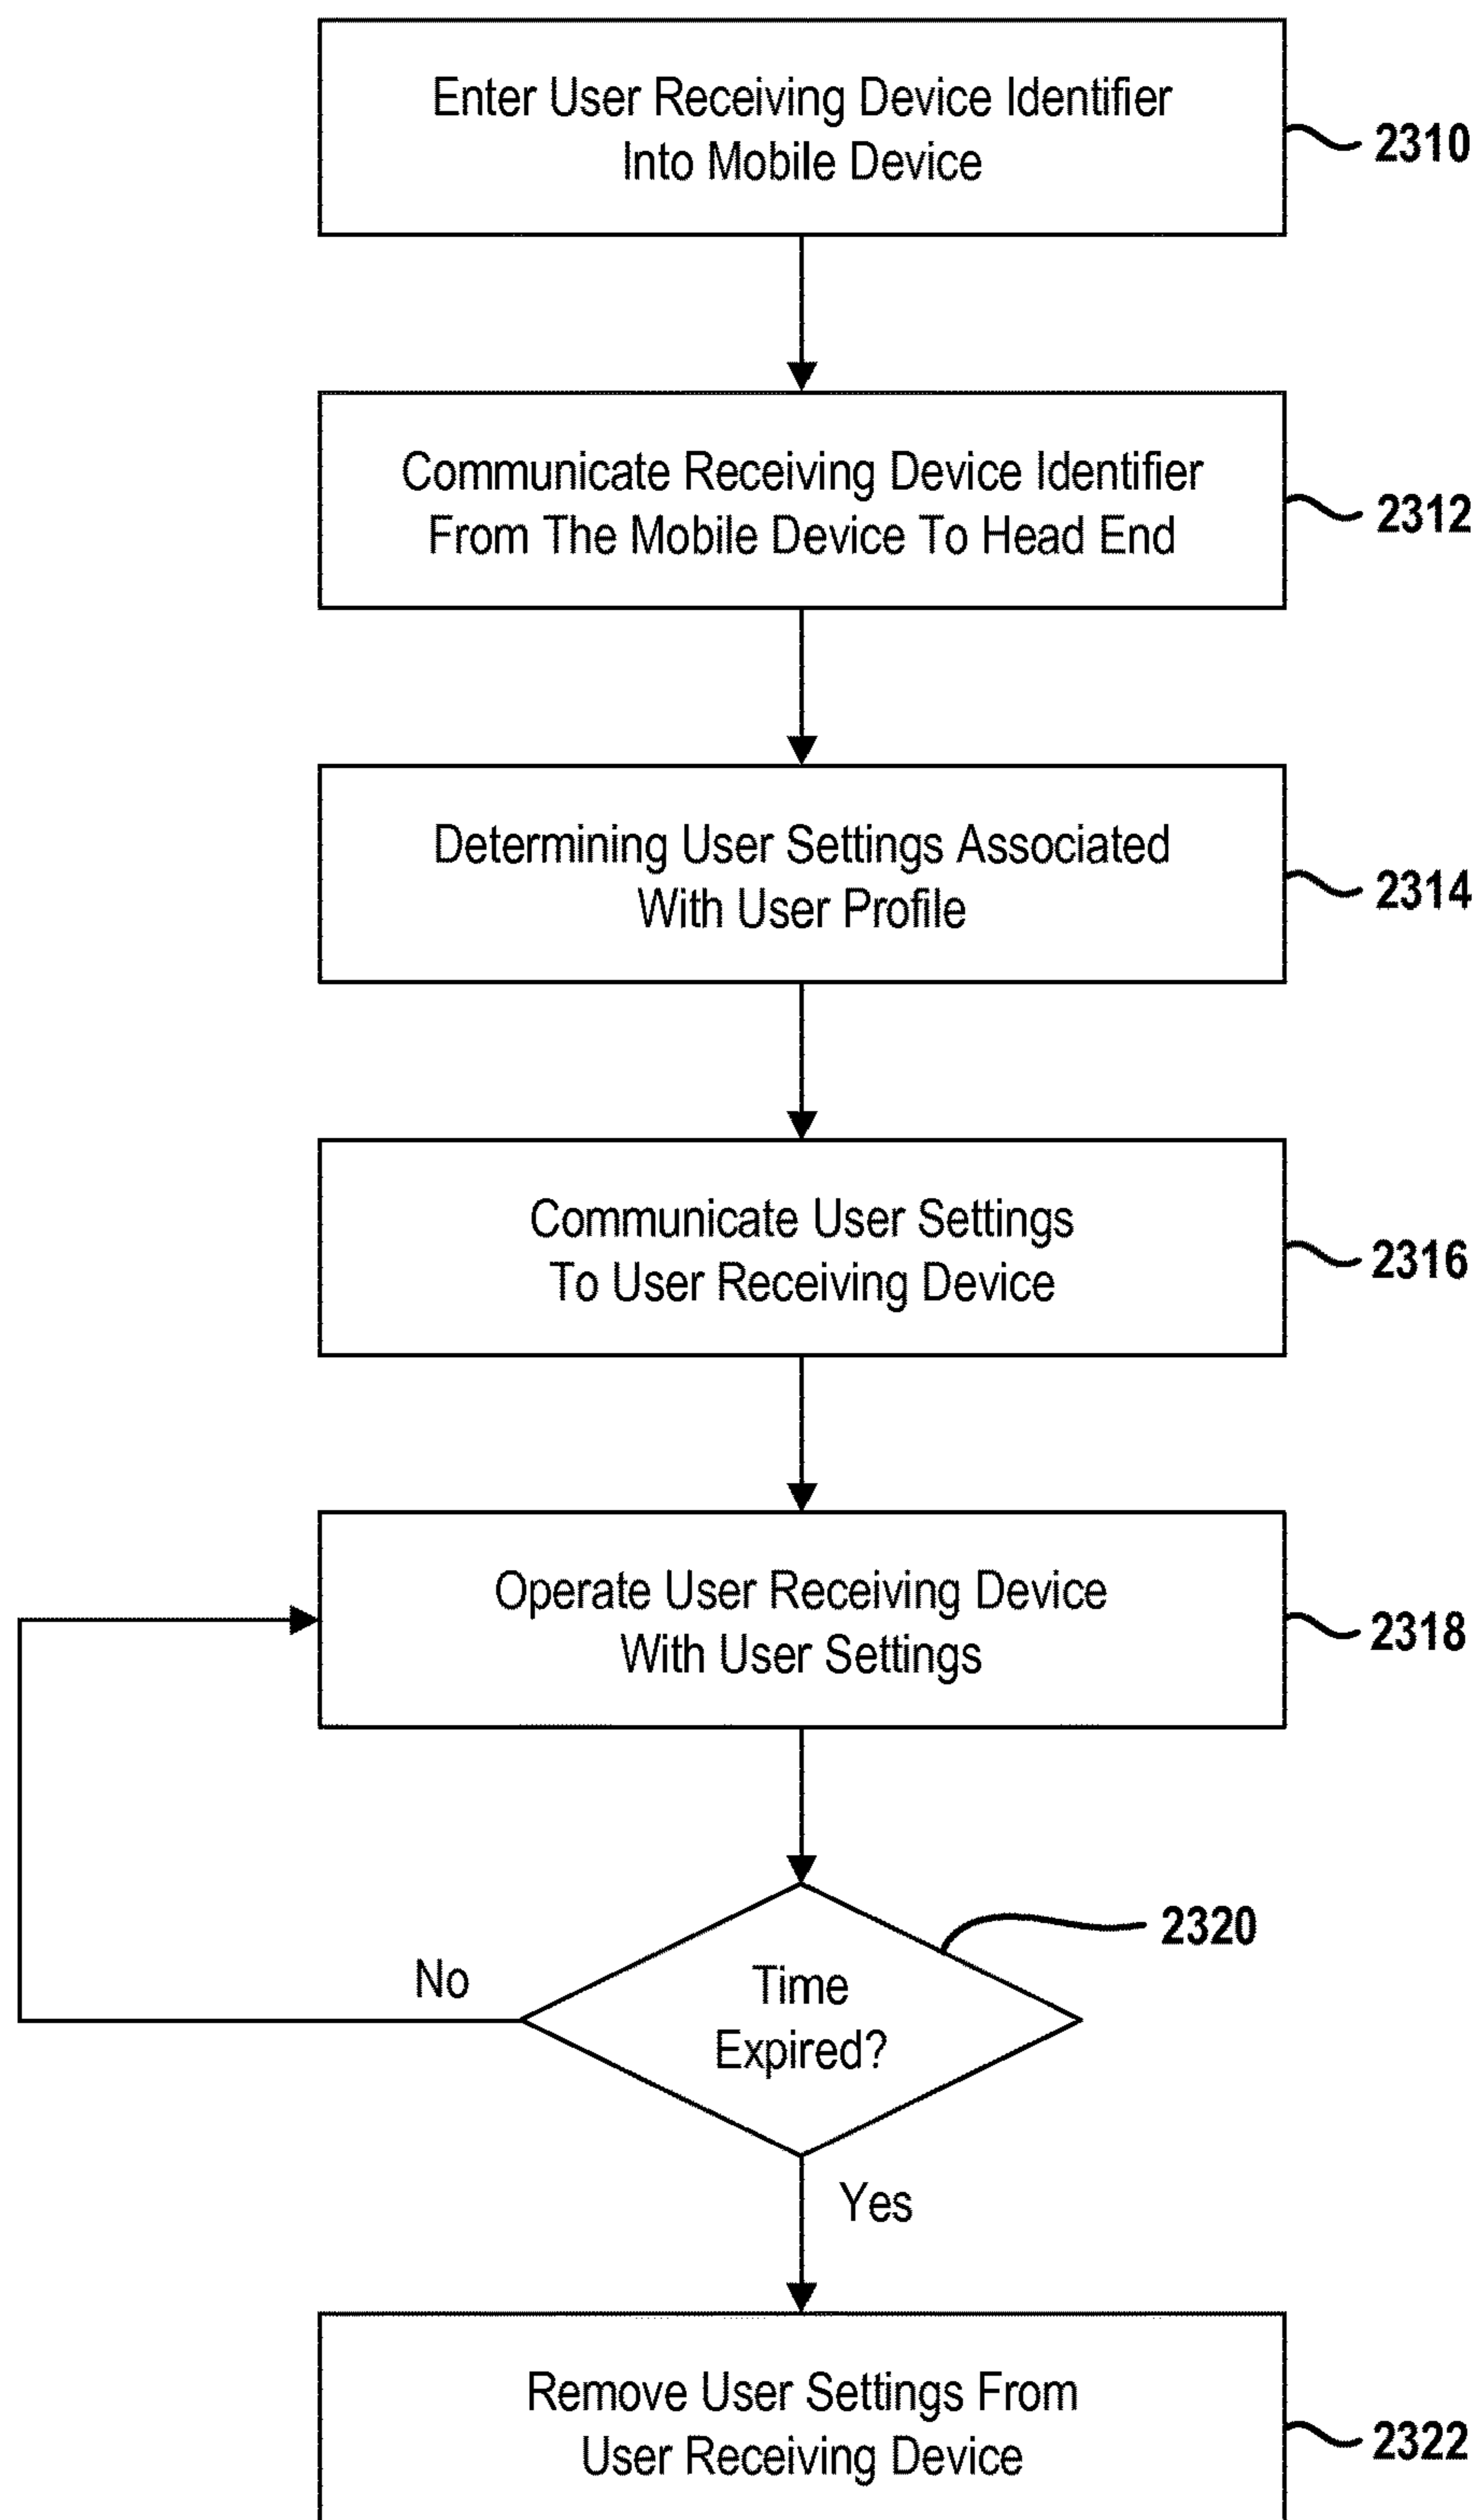 Enter User Receiving Device Identifier
Into Mobile Device
2310
Communicate Receiving Device Identifier
From The Mobile Device To Head End
2312
Determining User Settings Associated
With User Profile
2314
Communicate User Settings
To User Receiving Device
2316
Operate User Receiving Device
With User Settings
2318
2320
No
Time
Expired?
Yes
Remove User Settings From
User Receiving Device
2322